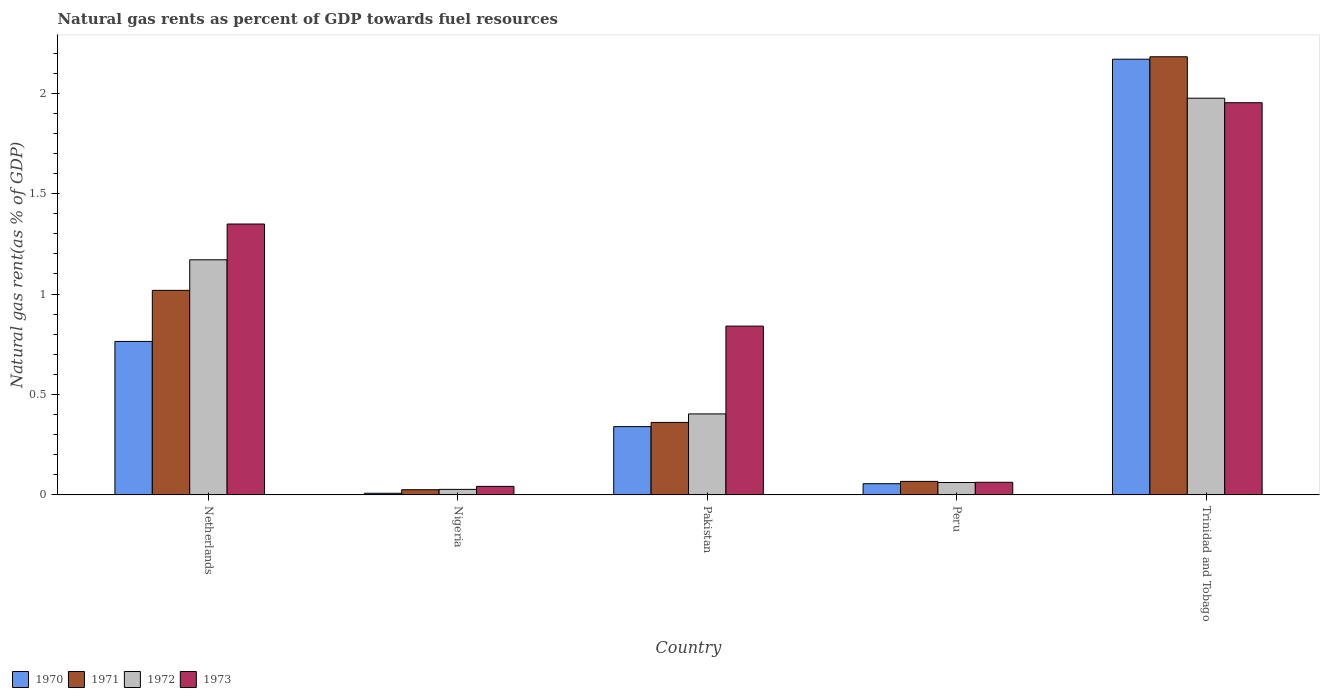 Natural gas rents as percent of GDP towards fuel resources
Natural gas rent(as % of GDP)
2
1.5
1
0.5
0
Netherlands
Nigeria
Pakistan
Peru
Trinidad and Tobago
Country
1970 1971 1972 1973